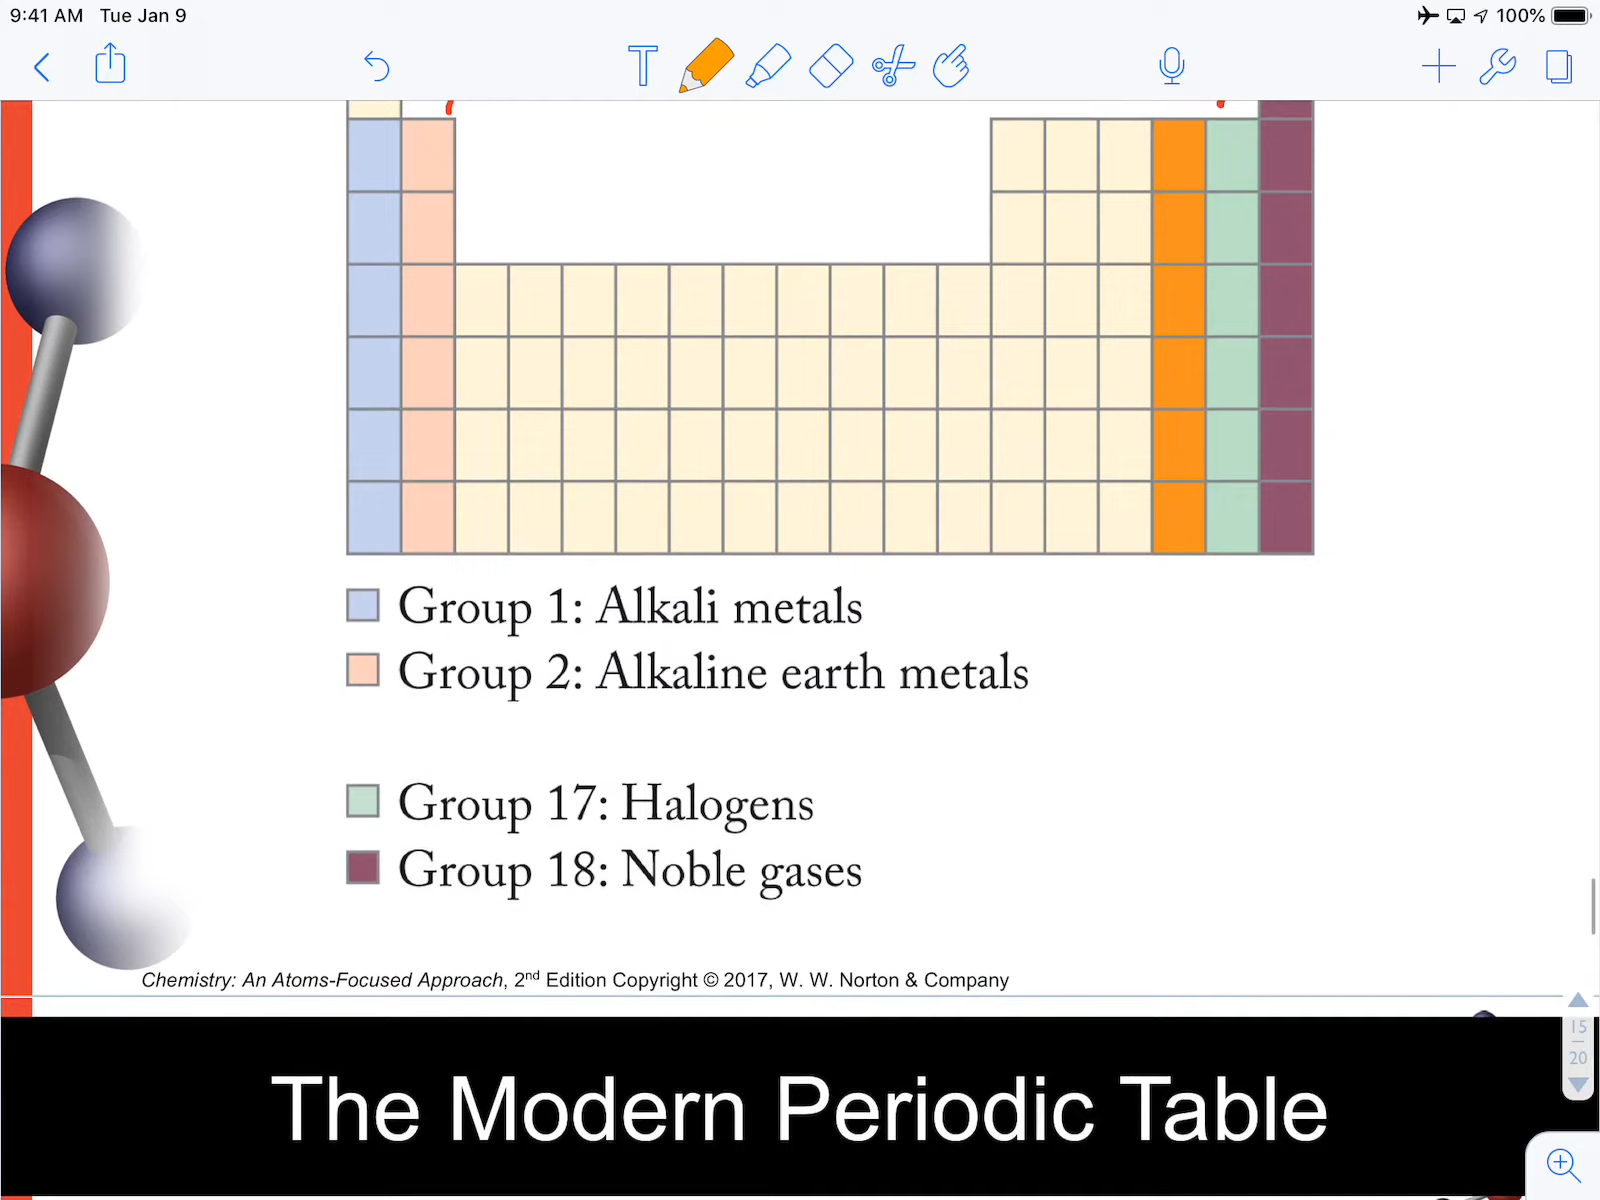 9:41 AM Tue Jan 9 100%
T
Group 1: Alkali metals
Group 2: Alkaline earth metals
Group 17: Halogens
Group 18: Noble gases
Chemistry: An Atoms-Focused Approach, 2nd Edition Copyright © 2017, W. W. Norton & Company
15
20
The Modern Periodic Table